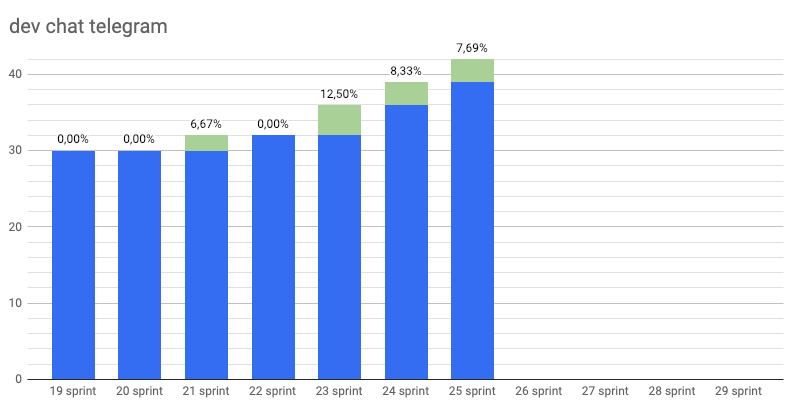 dev chat telegram
7,69%
40
8,33%
12,50%
6,67%
0,00%
0,00%
0,00%
30
20
10
0
19 sprint
20 sprint
21 sprint
22 sprint
23 sprint
24 sprint
25 sprint
26 sprint
27 sprint
28 sprint
29 sprint